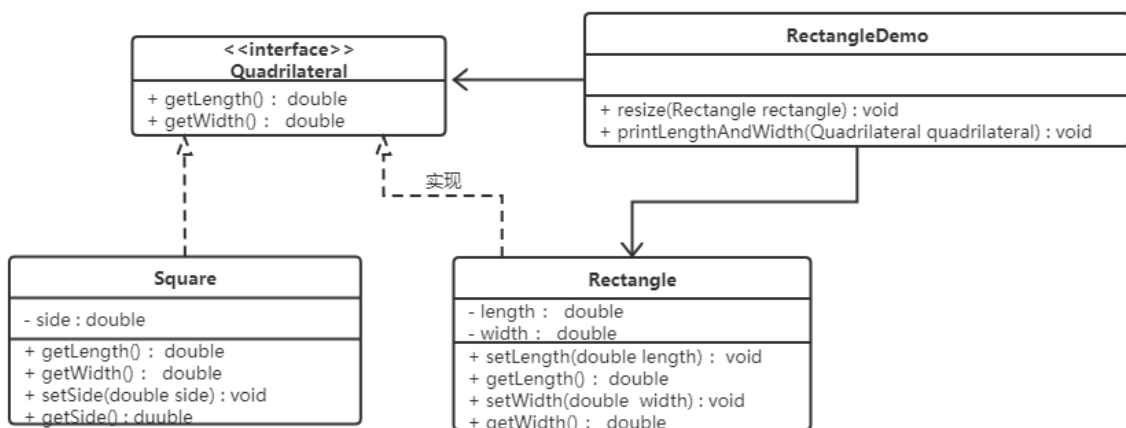 <<interface>>
Quadrilateral
+ getLength() : double
+ getWidth() : double
RectangleDemo
+ resize(Rectangle rectangle) : void
+ printLengthAndWidth(Quadrilateral quadrilateral) : void
实现
Square
- side : double
+ getLength() : double
+ getWidth() : double
+ setSide(double side) : void
+ getSide() : duuble
Rectangle
- length : double
- width : double
+ setLength(double length) : void
+ getLength() : double
+ setWidth(double width) : void
+ getWidth() : double